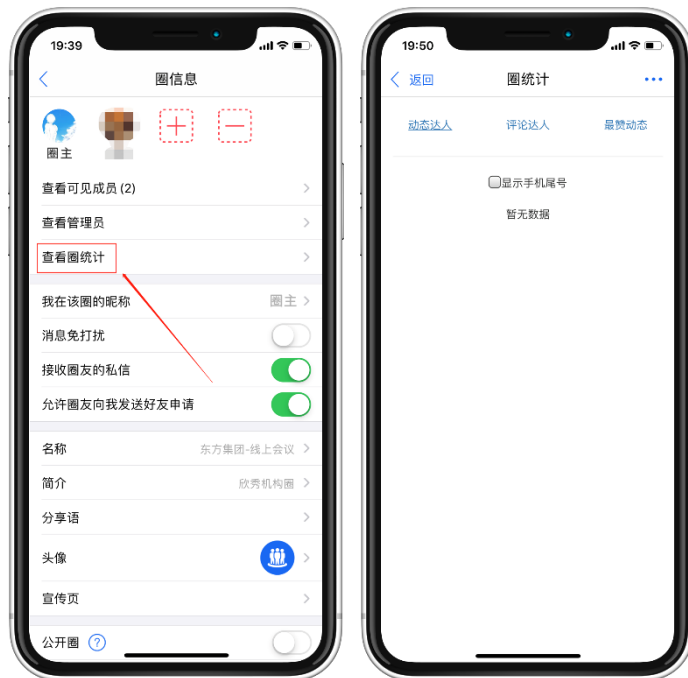 19:39
圈信息
圈主
查看可见成员(2)
查看管理员
查看圈统计
我在该圈的昵称
圈主
消息免打扰
接收圈友的私信
允许圈友向我发送好友申请
名称
东方集团-线上会议
简介
欣秀机构圈
分享语
头像
宣传页
公开圈 ?
19:50
返回
圈统计
动态达人 评论达人 最赞动态
显示手机尾号
暂无数据